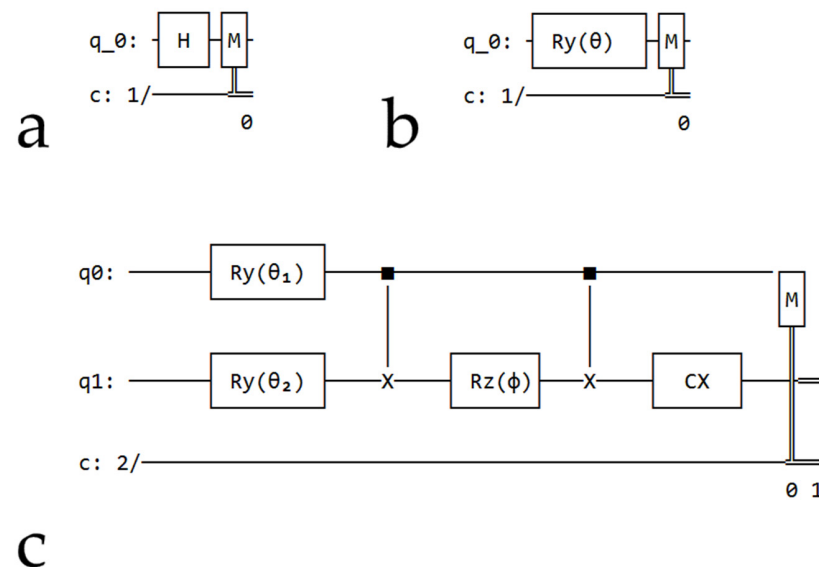 q_0: H M
c: 1/
0
a
q_0: Ry(θ) M
c: 1/
0
b
q0: Ry(θ₁) M
q1: Ry(θ₂) X Rz(ϕ) X CX
c: 2/
0 1
c